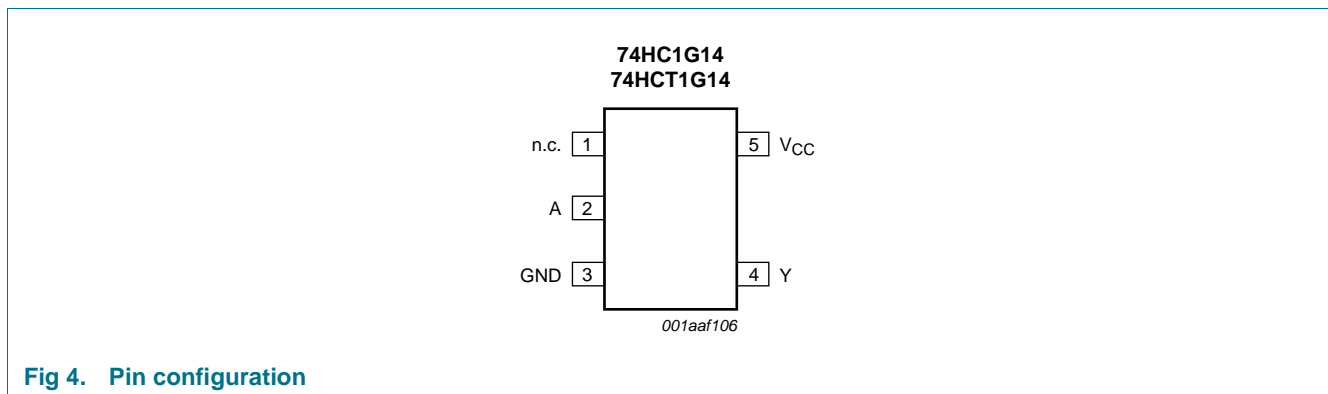 74HC1G14
74HCT1G14
n.c. 1
5 VCC
A 2
GND 3
4 Y
001aaf106
Fig 4. Pin configuration